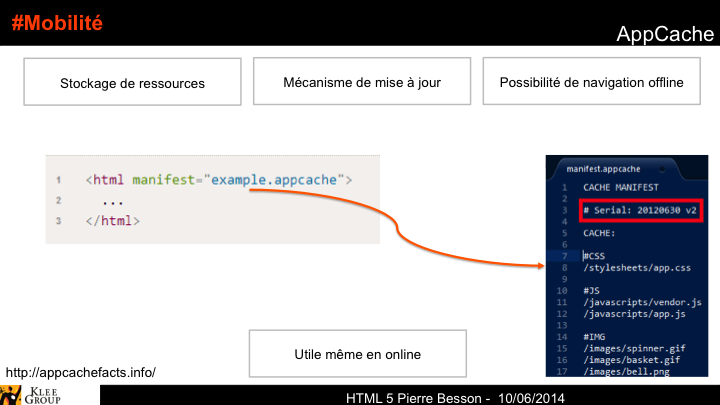 #Mobilité
AppCache
Stockage de ressources
Mécanisme de mise à jour
Possibilité de navigation offline
1 <html manifest="example.appcache">
2 ...
3 </html>
manifest.appcache
1 CACHE MANIFEST
2
3 # Serial: 20120630 v2
4
5 CACHE:
6
7 #CSS
8 /stylesheets/app.css
9
10 #JS
11 /javascripts/vendor.js
12 /javascripts/app.js
13
14 #IMG
15 /images/spinner.gif
16 /images/basket.gif
17 /images/bell.png
Utile même en online
http://appcachefacts.info/
KLEE
GROUP
HTML 5 Pierre Besson - 10/06/2014